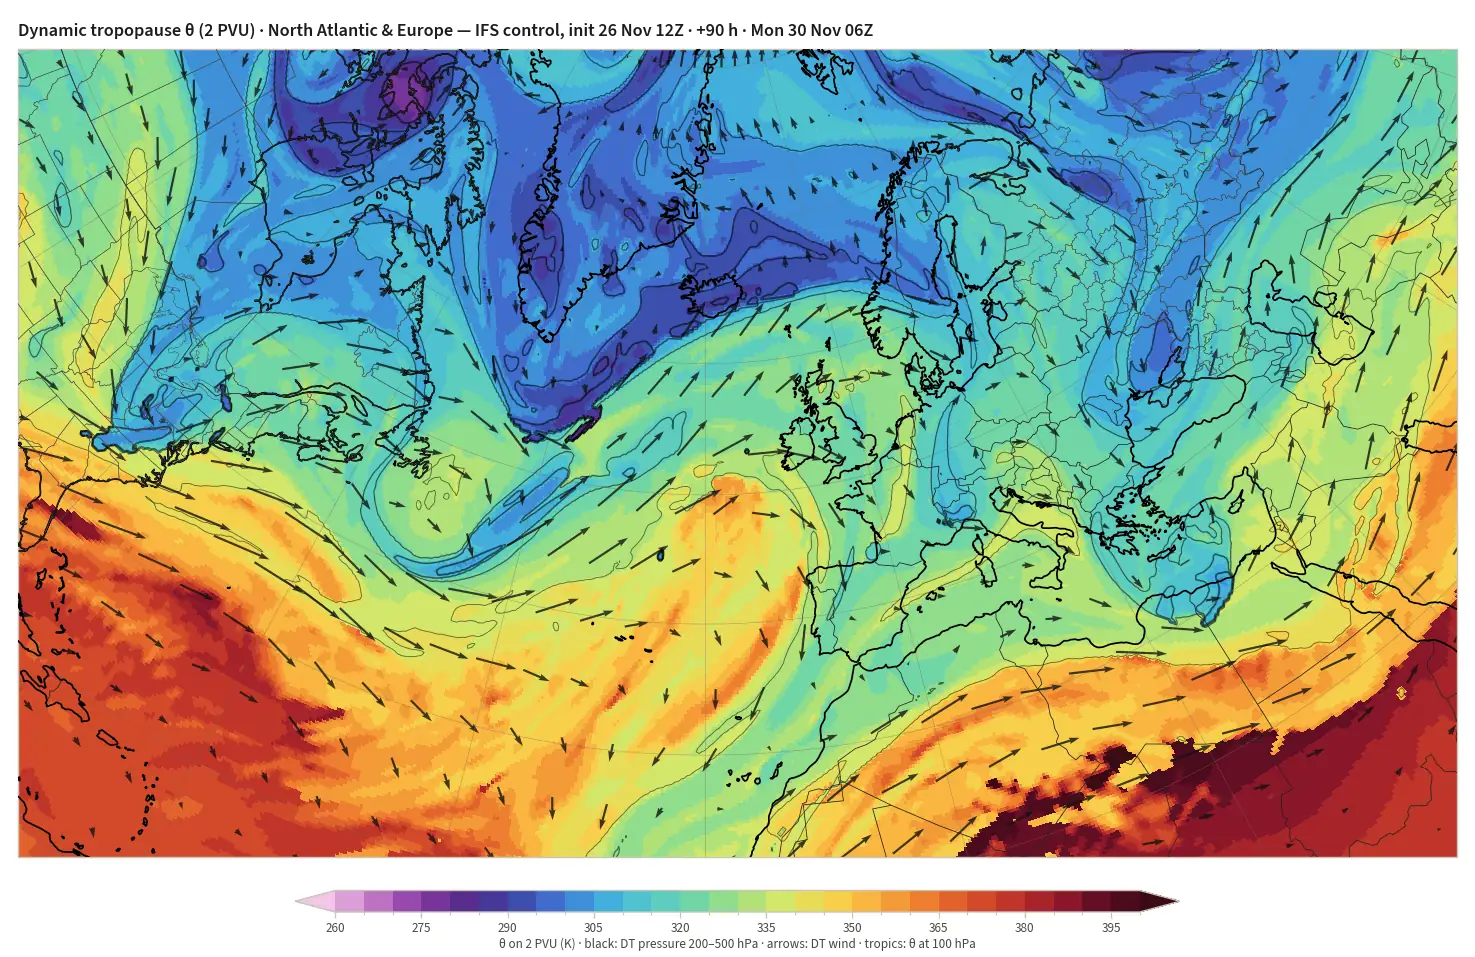 Dynamic tropopause θ (2 PVU) · North Atlantic & Europe — IFS control, init 26 Nov 12Z · +90 h · Mon 30 Nov 06Z
260 275 290 305 320 335 350 365 380 395
θ on 2 PVU (K) · black: DT pressure 200–500 hPa · arrows: DT wind · tropics: θ at 100 hPa